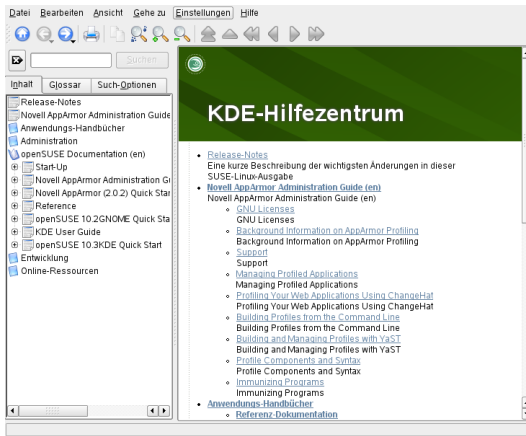 Datei Bearbeiten Ansicht Gehe zu Einstellungen Hilfe
Suchen
Inhalt Glossar Such-Optionen
Release-Notes
Novell AppArmor Administration Guide
Anwendungs-Handbücher
Administration
openSUSE Documentation (en)
Start-Up
Novell AppArmor Administration Gu
Novell AppArmor (2.0.2) Quick Star
Reference
openSUSE 10.2GNOME Quick Sta
KDE User Guide
openSUSE 10.3KDE Quick Start
Entwicklung
Online-Ressourcen
KDE-Hilfezentrum
Release-Notes
Eine kurze Beschreibung der wichtigsten Änderungen in dieser
SUSE-Linux-Ausgabe
Novell AppArmor Administration Guide (en)
Novell AppArmor Administration Guide (en)
GNU Licenses
GNU Licenses
Background Information on AppArmor Profiling
Background Information on AppArmor Profiling
Support
Support
Managing Profiled Applications
Managing Profiled Applications
Profiling Your Web Applications Using ChangeHat
Profiling Your Web Applications Using ChangeHat
Building Profiles from the Command Line
Building Profiles from the Command Line
Building and Managing Profiles with YaST
Building and Managing Profiles with YaST
Profile Components and Syntax
Profile Components and Syntax
Immunizing Programs
Immunizing Programs
Anwendungs-Handbücher
Referenz-Dokumentation